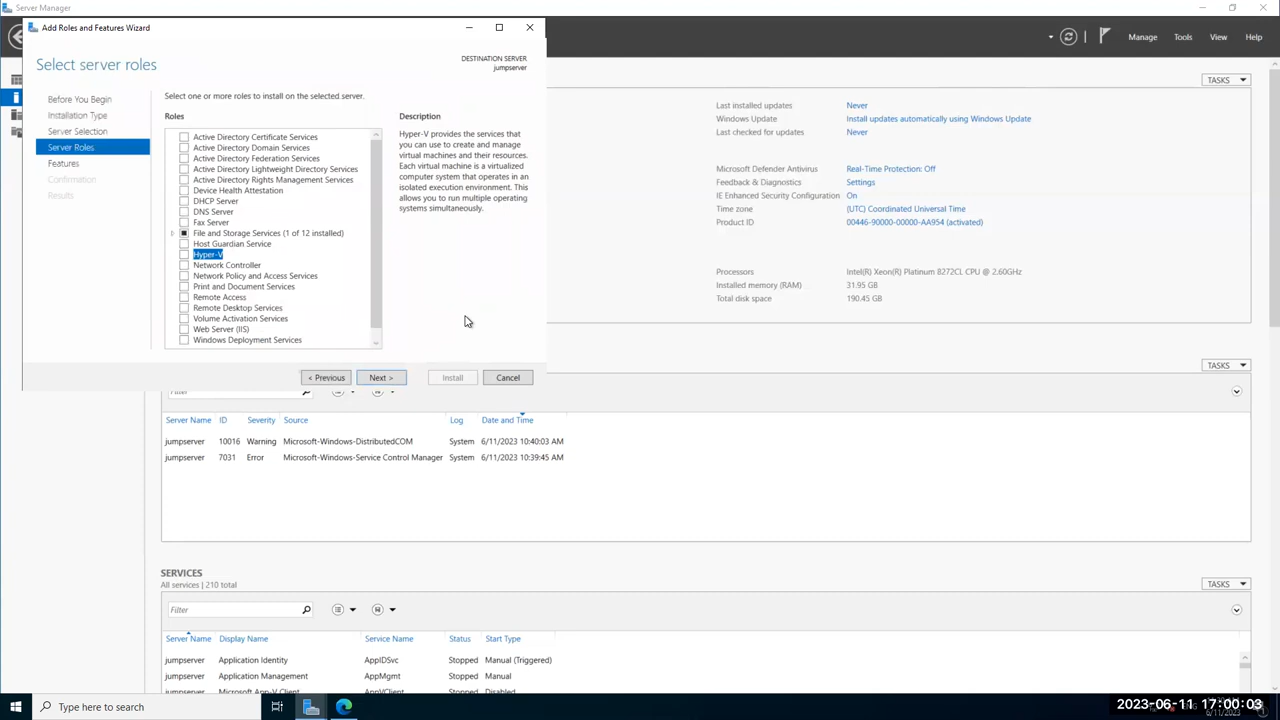 Server Manager
Manage
Tools
View
Help
Add Roles and Features Wizard
Select server roles
DESTINATION SERVER
jumpserver
Before You Begin
Installation Type
Server Selection
Server Roles
Features
Confirmation
Results
Select one or more roles to install on the selected server.
Roles
Active Directory Certificate Services
Active Directory Domain Services
Active Directory Federation Services
Active Directory Lightweight Directory Services
Active Directory Rights Management Services
Device Health Attestation
DHCP Server
DNS Server
Fax Server
File and Storage Services (1 of 12 installed)
Host Guardian Service
Hyper-V
Network Controller
Network Policy and Access Services
Print and Document Services
Remote Access
Remote Desktop Services
Volume Activation Services
Web Server (IIS)
Windows Deployment Services
Description
Hyper-V provides the services that
you can use to create and manage
virtual machines and their resources.
Each virtual machine is a virtualized
computer system that operates in an
isolated execution environment. This
allows you to run multiple operating
systems simultaneously.
< Previous
Next >
Install
Cancel
TASKS
Last installed updates Never
Windows Update Install updates automatically using Windows Update
Last checked for updates Never
Microsoft Defender Antivirus Real-Time Protection: Off
Feedback & Diagnostics Settings
IE Enhanced Security Configuration On
Time zone (UTC) Coordinated Universal Time
Product ID 00446-90000-00000-AA954 (activated)
Processors Intel(R) Xeon(R) Platinum 8272CL CPU @ 2.60GHz
Installed memory (RAM) 31.95 GB
Total disk space 190.45 GB
TASKS
Filter
Server Name ID Severity Source Log Date and Time
jumpserver 10016 Warning Microsoft-Windows-DistributedCOM System 6/11/2023 10:40:03 AM
jumpserver 7031 Error Microsoft-Windows-Service Control Manager System 6/11/2023 10:39:45 AM
SERVICES
All services | 210 total
TASKS
Filter
Server Name Display Name Service Name Status Start Type
jumpserver Application Identity AppIDSvc Stopped Manual (Triggered)
jumpserver Application Management AppMgmt Stopped Manual
jumpserver Microsoft App-V Client AppVClient Stopped Disabled
Type here to search
2023-06-11 17:00:03
6/11/2023